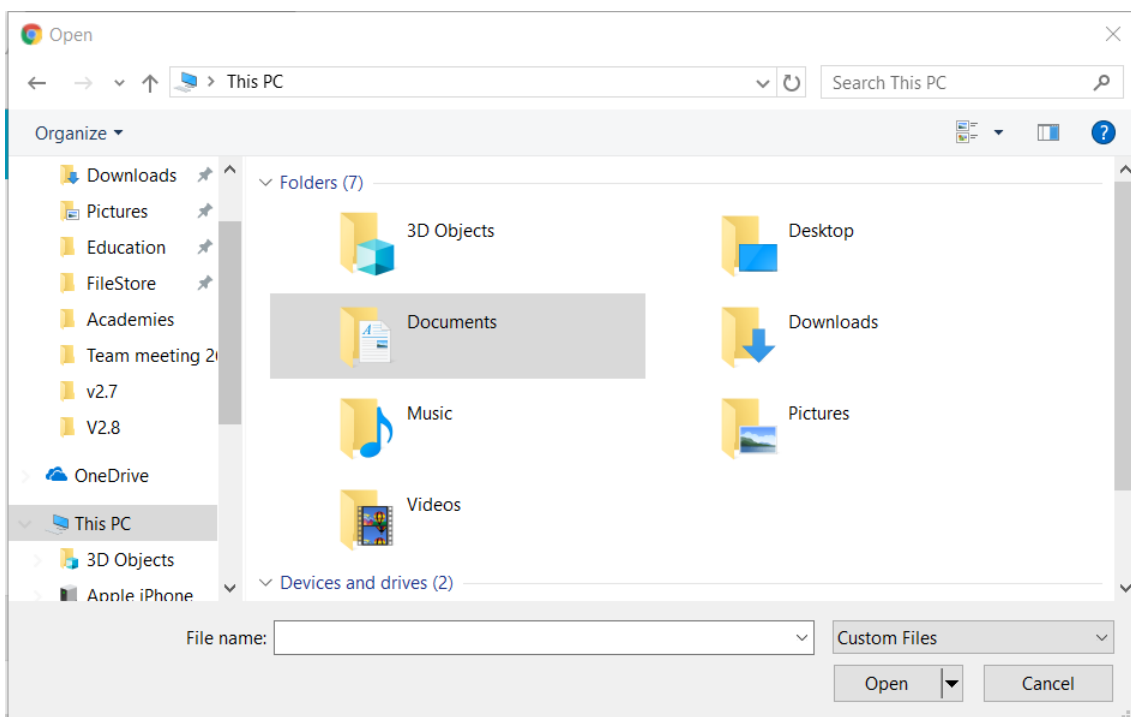 Open
This PC
Search This PC
Organize
Downloads
Pictures
Education
FileStore
Academies
Team meeting 2
v2.7
V2.8
OneDrive
This PC
3D Objects
Apple iPhone
Folders (7)
3D Objects
Desktop
Documents
Downloads
Music
Pictures
Videos
Devices and drives (2)
File name:
Custom Files
Open
Cancel